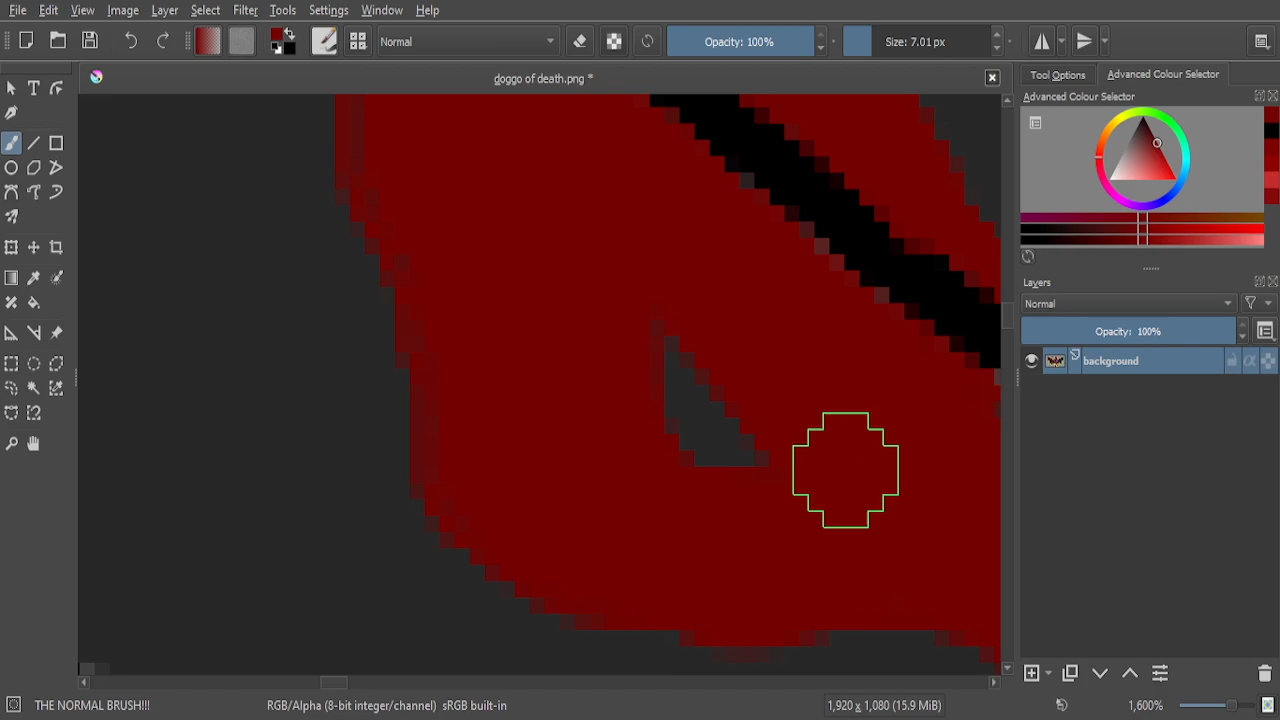 File Edit View Image Layer Select Filter Tools Settings Window Help
Normal Opacity: 100% Size: 7.01 px
doggo of death.png *
Tool Options Advanced Colour Selector
Advanced Colour Selector
Layers
Normal
Opacity: 100%
background
THE NORMAL BRUSH!!! RGB/Alpha (8-bit integer/channel) sRGB built-in 1,920 x 1,080 (15.9 MiB) 1,600%